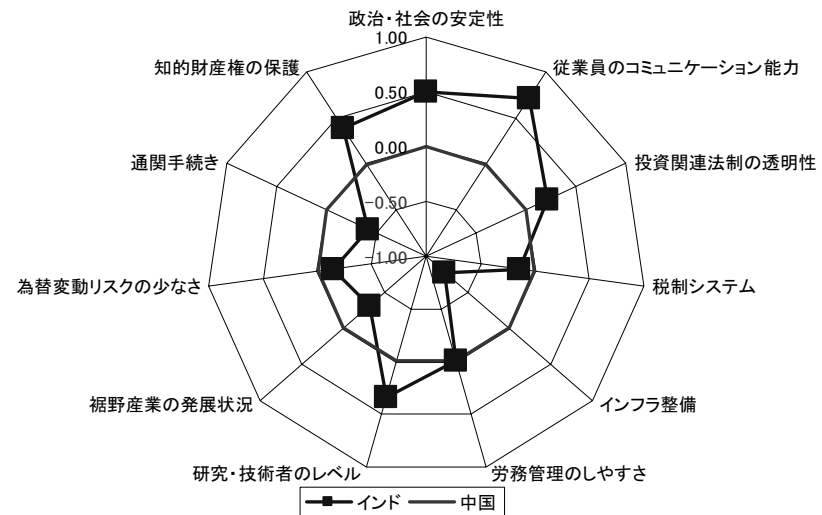 政治・社会の安定性
1.00
知的財産権の保護
従業員のコミュニケーション能力
0.50
通関手続き
0.00
投資関連法制の透明性
-0.50
-1.00
為替変動リスクの少なさ
税制システム
裾野産業の発展状況
インフラ整備
研究・技術者のレベル
労務管理のしやすさ
インド 中国